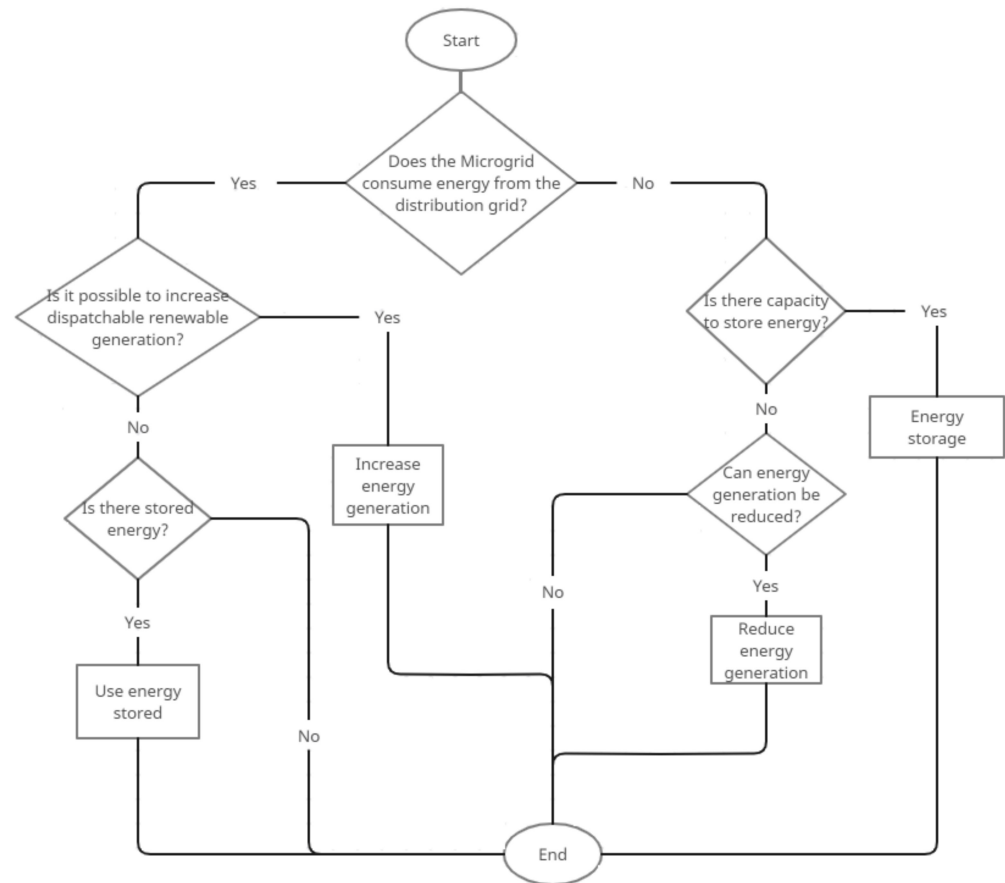 Start
Does the Microgrid
consume energy from the
distribution grid?
Yes
No
Is it possible to increase
dispatchable renewable
generation?
Yes
Is there capacity
to store energy?
Yes
No
No
Energy
storage
Increase
energy
generation
Can energy
generation be
reduced?
Is there stored
energy?
No
Yes
Yes
Reduce
energy
generation
Use energy
stored
No
End